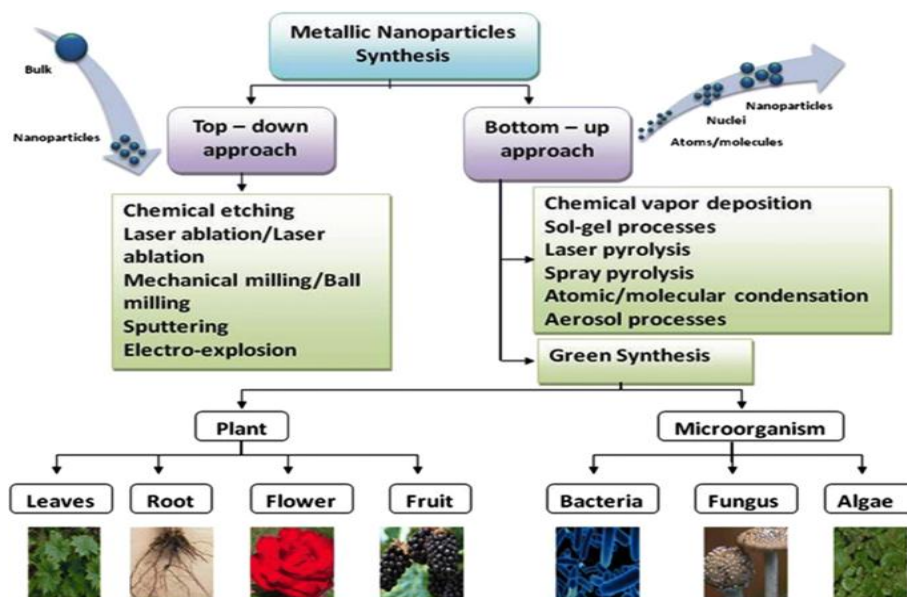 Metallic Nanoparticles
Synthesis
Bulk
Nanoparticles
Top – down
approach
Bottom – up
approach
Nanoparticles
Nuclei
Atoms/molecules
Chemical etching
Laser ablation/Laser
ablation
Mechanical milling/Ball
milling
Sputtering
Electro-explosion
Chemical vapor deposition
Sol-gel processes
Laser pyrolysis
Spray pyrolysis
Atomic/molecular condensation
Aerosol processes
Green Synthesis
Plant
Microorganism
Leaves
Root
Flower
Fruit
Bacteria
Fungus
Algae